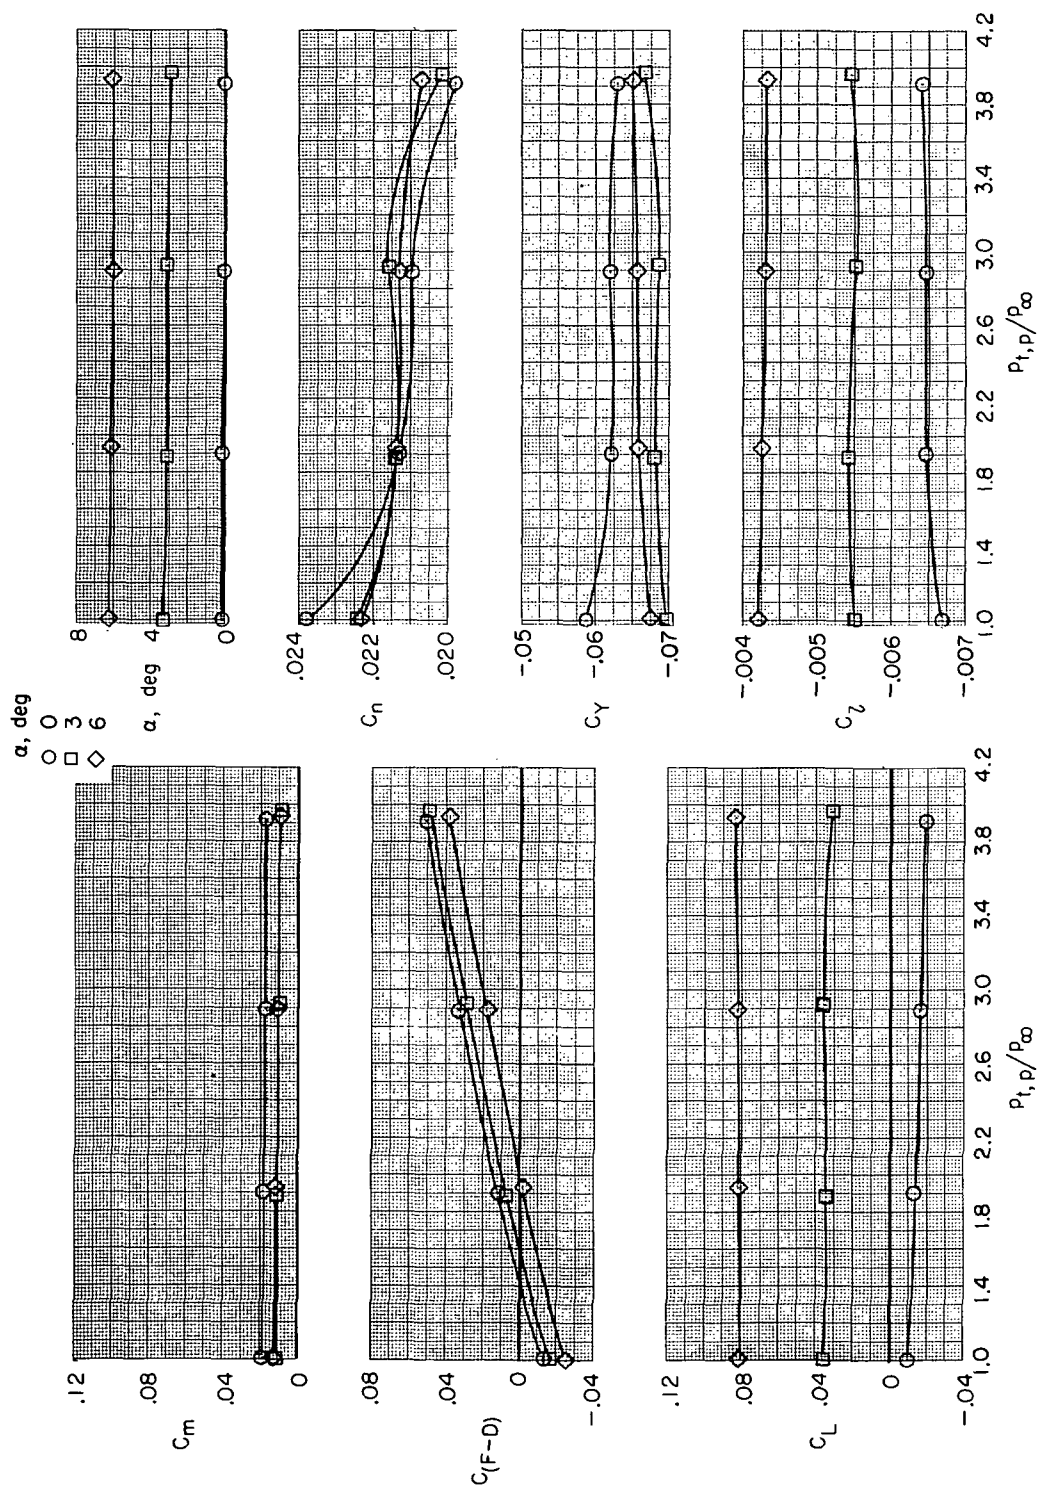 α, deg
○ 0
□ 3
◇ 6
.12
.08
.04
0
Cm
.08
.04
0
-.04
C(F-D)
.12
.08
.04
0
-.04
CL
1.0 1.4 1.8 2.2 2.6 3.0 3.4 3.8 4.2
pt,p/p∞
8
4
0
α, deg
.024
.022
.020
Cn
-.05
-.06
-.07
CY
-.004
-.005
-.006
-.007
Cl
1.0 1.4 1.8 2.2 2.6 3.0 3.4 3.8 4.2
pt,p/p∞